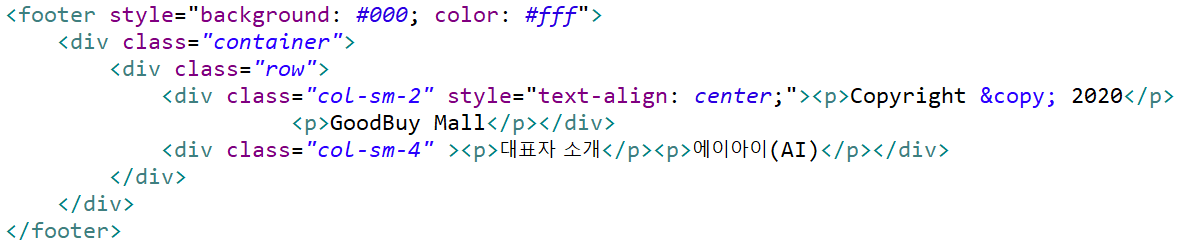 <footer style="background: #000; color: #fff">
    <div class="container">
        <div class="row">
            <div class="col-sm-2" style="text-align: center;"><p>Copyright &copy; 2020</p>
                      <p>GoodBuy Mall</p></div>
            <div class="col-sm-4" ><p>대표자 소개</p><p>에이아이(AI)</p></div>
        </div>
    </div>
</footer>